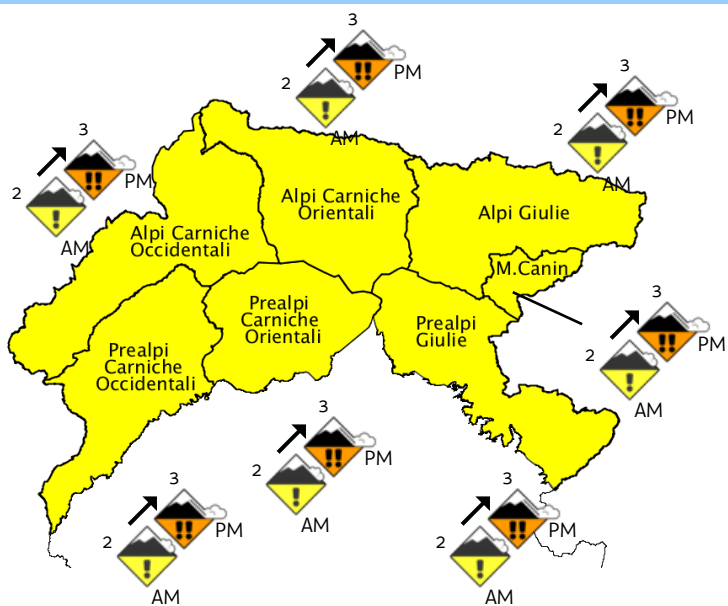 3
PM
2
AM
3
PM
2
AM
3
PM
2
AM
Alpi Carniche
Orientali
Alpi Giulie
Alpi Carniche
Occidentali
M.Canin
Prealpi
Carniche
Orientali
Prealpi
Giulie
Prealpi
Carniche
Occidentali
3
PM
2
AM
3
PM
2
AM
3
PM
2
AM
3
PM
2
AM